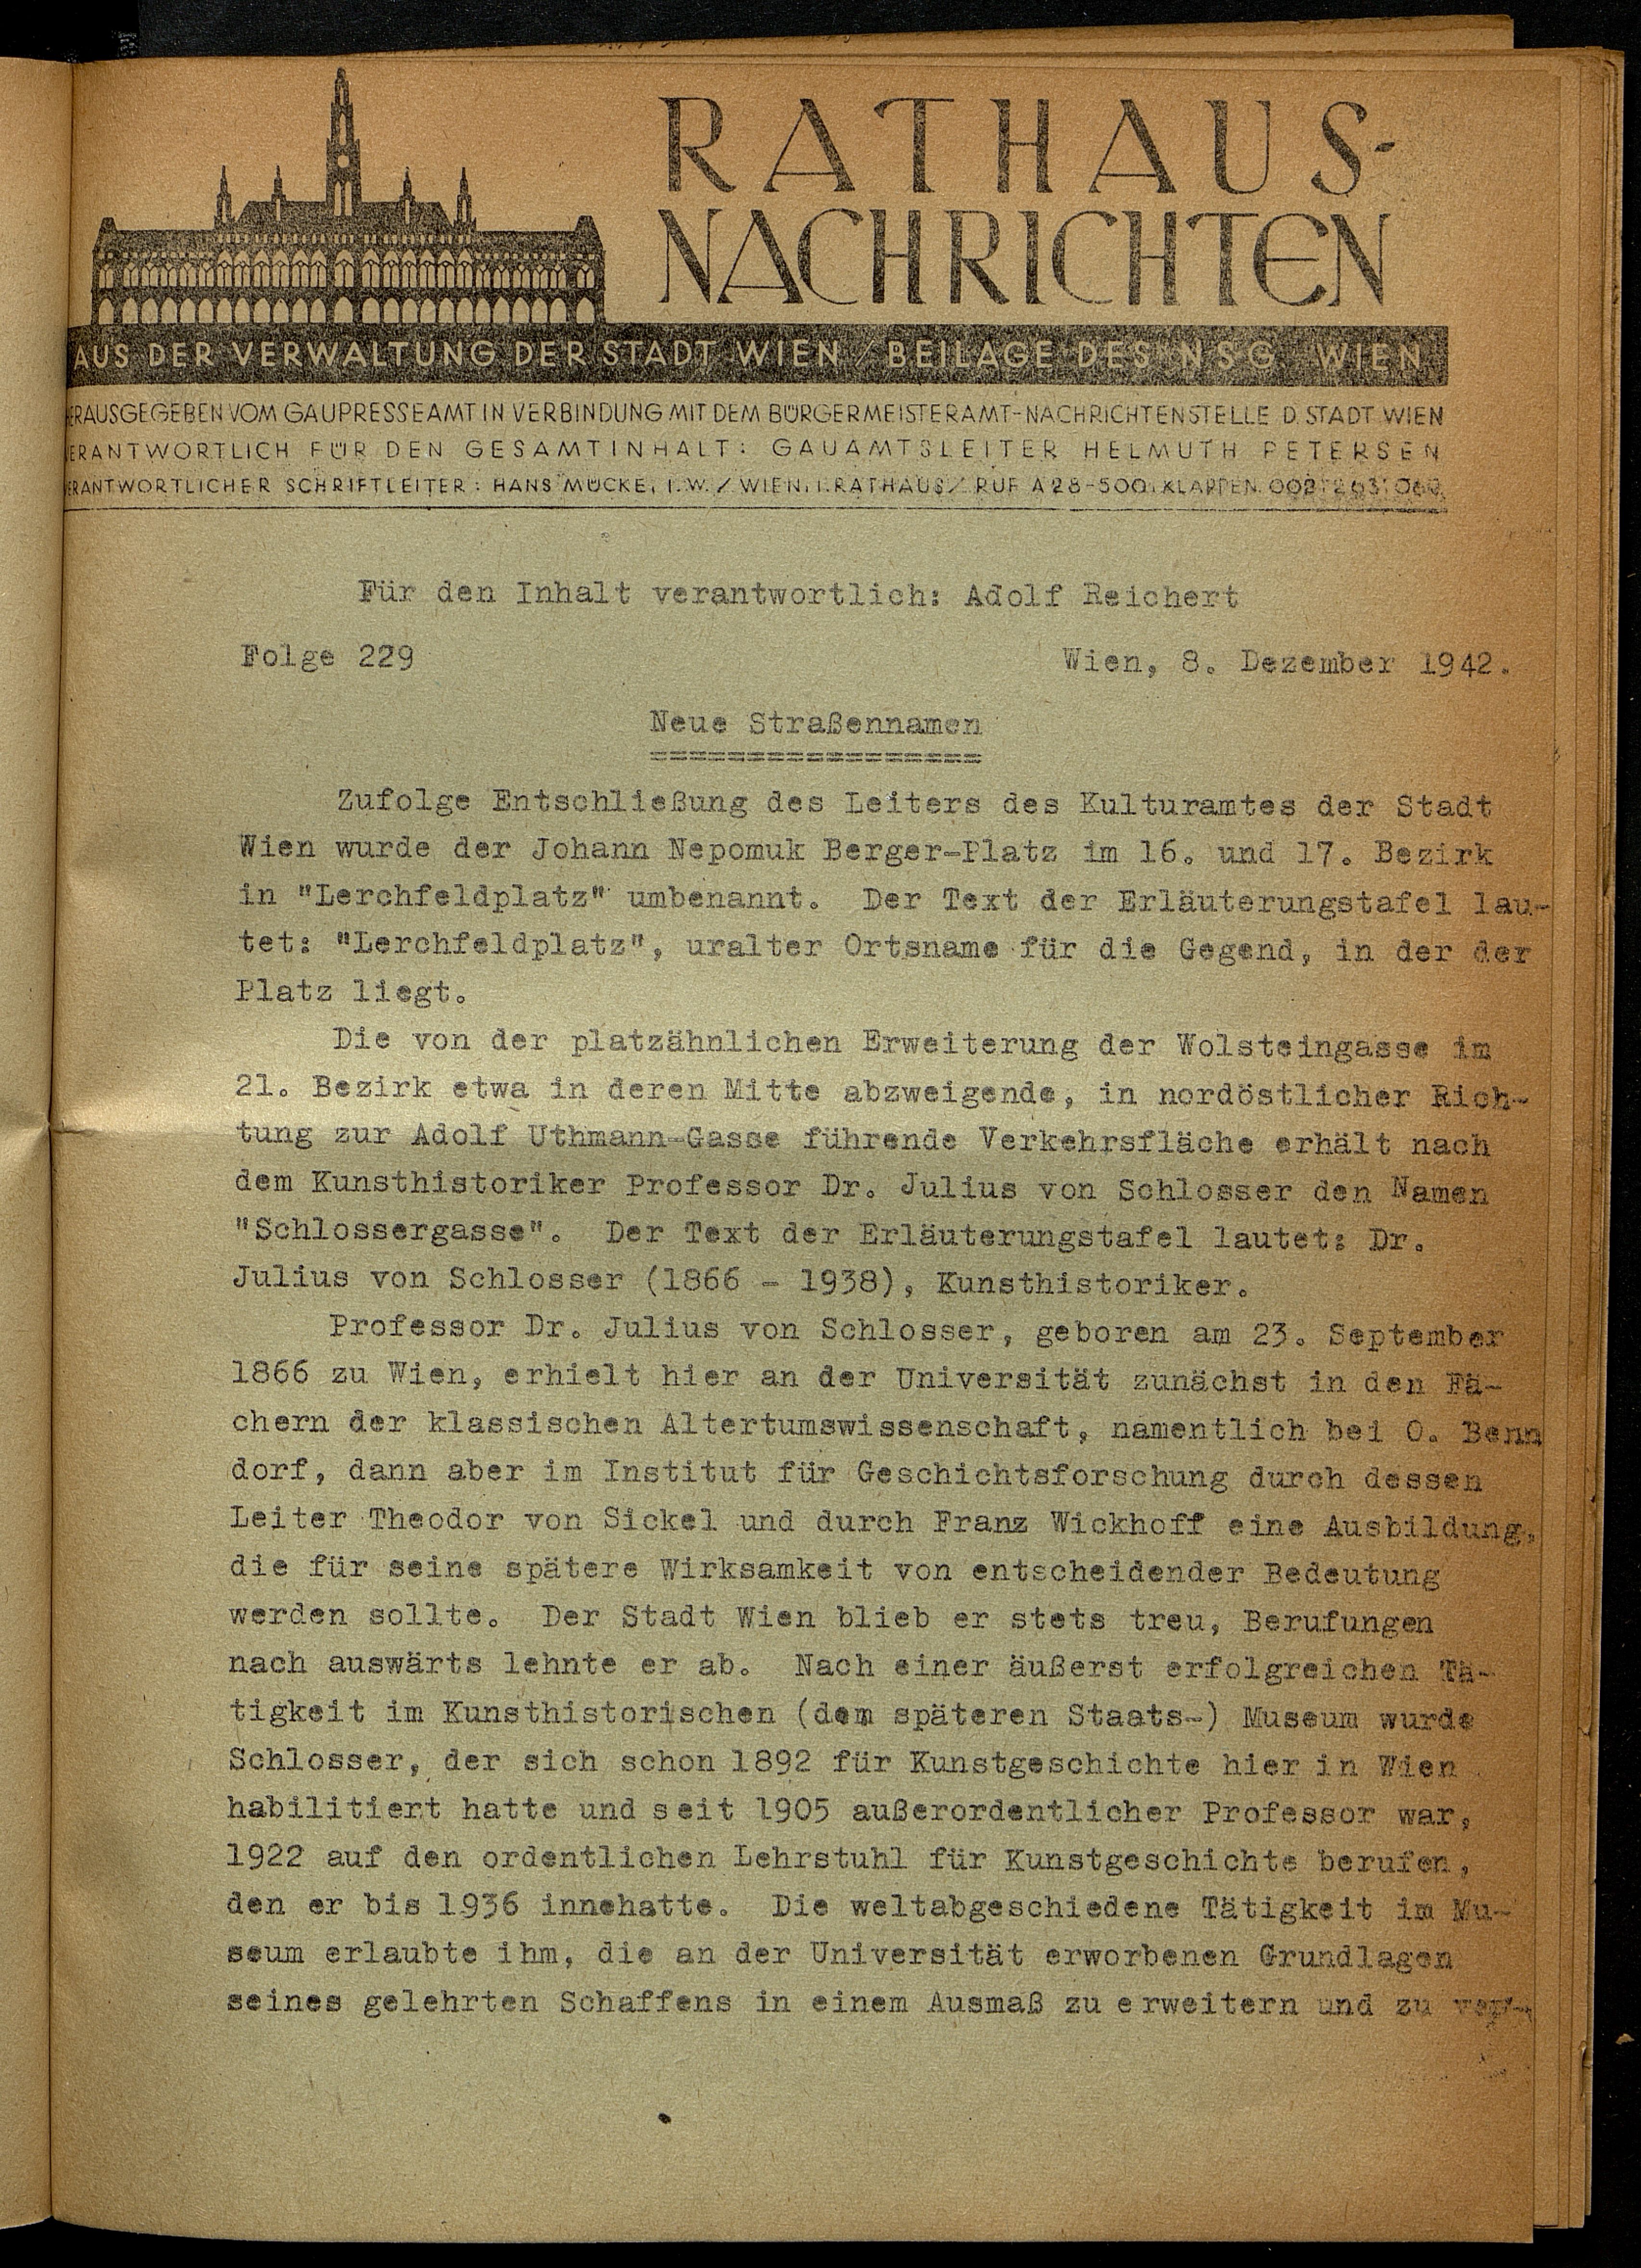 RATHAUS-
NACHRICHTEN
AUS DER VERWALTUNG DER STADT WIEN / BEILAGE DES N S G WIEN
HERAUSGEGEBEN VOM GAUPRESSEAMT IN VERBINDUNG MIT DEM BÜRGERMEISTERAMT-NACHRICHTENSTELLE D. STADT WIEN
VERANTWORTLICH FÜR DEN GESAMTINHALT: GAUAMTSLEITER HELMUTH PETERSEN
VERANTWORTLICHER SCHRIFTLEITER: HANS MÜCKE, I.W. / WIEN, I. RATHAUS / RUF A 28-500 KLAPPEN 002
Für den Inhalt verantwortlich: Adolf Reichert
Folge 229 Wien, 8. Dezember 1942.
Neue Straßennamen
Zufolge Entschließung des Leiters des Kulturamtes der Stadt
Wien wurde der Johann Nepomuk Berger-Platz im 16. und 17. Bezirk
in "Lerchfeldplatz" umbenannt. Der Text der Erläuterungstafel lau-
tet: "Lerchfeldplatz", uralter Ortsname für die Gegend, in der der
Platz liegt.
Die von der platzähnlichen Erweiterung der Wolsteingasse im
21. Bezirk etwa in deren Mitte abzweigende, in nordöstlicher Rich-
tung zur Adolf Uthmann-Gasse führende Verkehrsfläche erhält nach
dem Kunsthistoriker Professor Dr. Julius von Schlosser den Namen
"Schlossergasse". Der Text der Erläuterungstafel lautet: Dr.
Julius von Schlosser (1866 - 1938), Kunsthistoriker.
Professor Dr. Julius von Schlosser, geboren am 23. September
1866 zu Wien, erhielt hier an der Universität zunächst in den Fä-
chern der klassischen Altertumswissenschaft, namentlich bei O. Benn
dorf, dann aber im Institut für Geschichtsforschung durch dessen
Leiter Theodor von Sickel und durch Franz Wickhoff eine Ausbildung,
die für seine spätere Wirksamkeit von entscheidender Bedeutung
werden sollte. Der Stadt Wien blieb er stets treu, Berufungen
nach auswärts lehnte er ab. Nach einer äußerst erfolgreichen Tä-
tigkeit im Kunsthistorischen (dem späteren Staats-) Museum wurde
Schlosser, der sich schon 1892 für Kunstgeschichte hier in Wien
habilitiert hatte und seit 1905 außerordentlicher Professor war,
1922 auf den ordentlichen Lehrstuhl für Kunstgeschichte berufen,
den er bis 1936 innehatte. Die weltabgeschiedene Tätigkeit im Mu-
seum erlaubte ihm, die an der Universität erworbenen Grundlagen
seines gelehrten Schaffens in einem Ausmaß zu erweitern und zu ver-